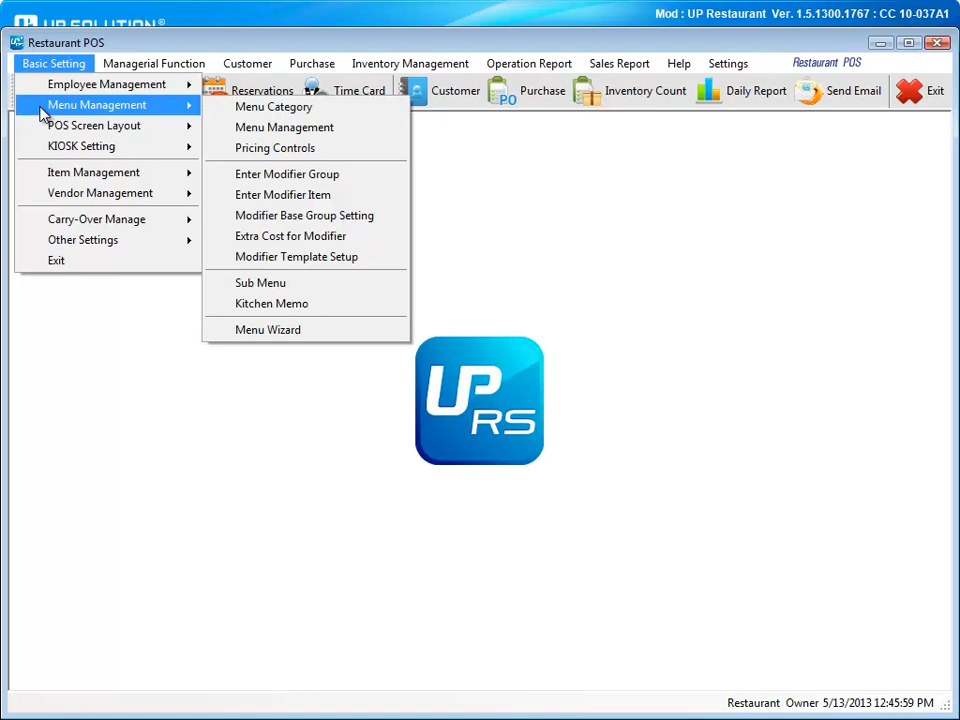 UP SOLUTION®
Mod : UP Restaurant Ver. 1.5.1300.1767 : CC 10-037A1
Restaurant POS
Basic Setting Managerial Function Customer Purchase Inventory Management Operation Report Sales Report Help Settings Restaurant POS
Reservations Time Card Customer PO Purchase Inventory Count Daily Report Send Email Exit
Employee Management
Menu Management
POS Screen Layout
KIOSK Setting
Item Management
Vendor Management
Carry-Over Manage
Other Settings
Exit
Menu Category
Menu Management
Pricing Controls
Enter Modifier Group
Enter Modifier Item
Modifier Base Group Setting
Extra Cost for Modifier
Modifier Template Setup
Sub Menu
Kitchen Memo
Menu Wizard
UP
RS
Restaurant Owner 5/13/2013 12:45:59 PM